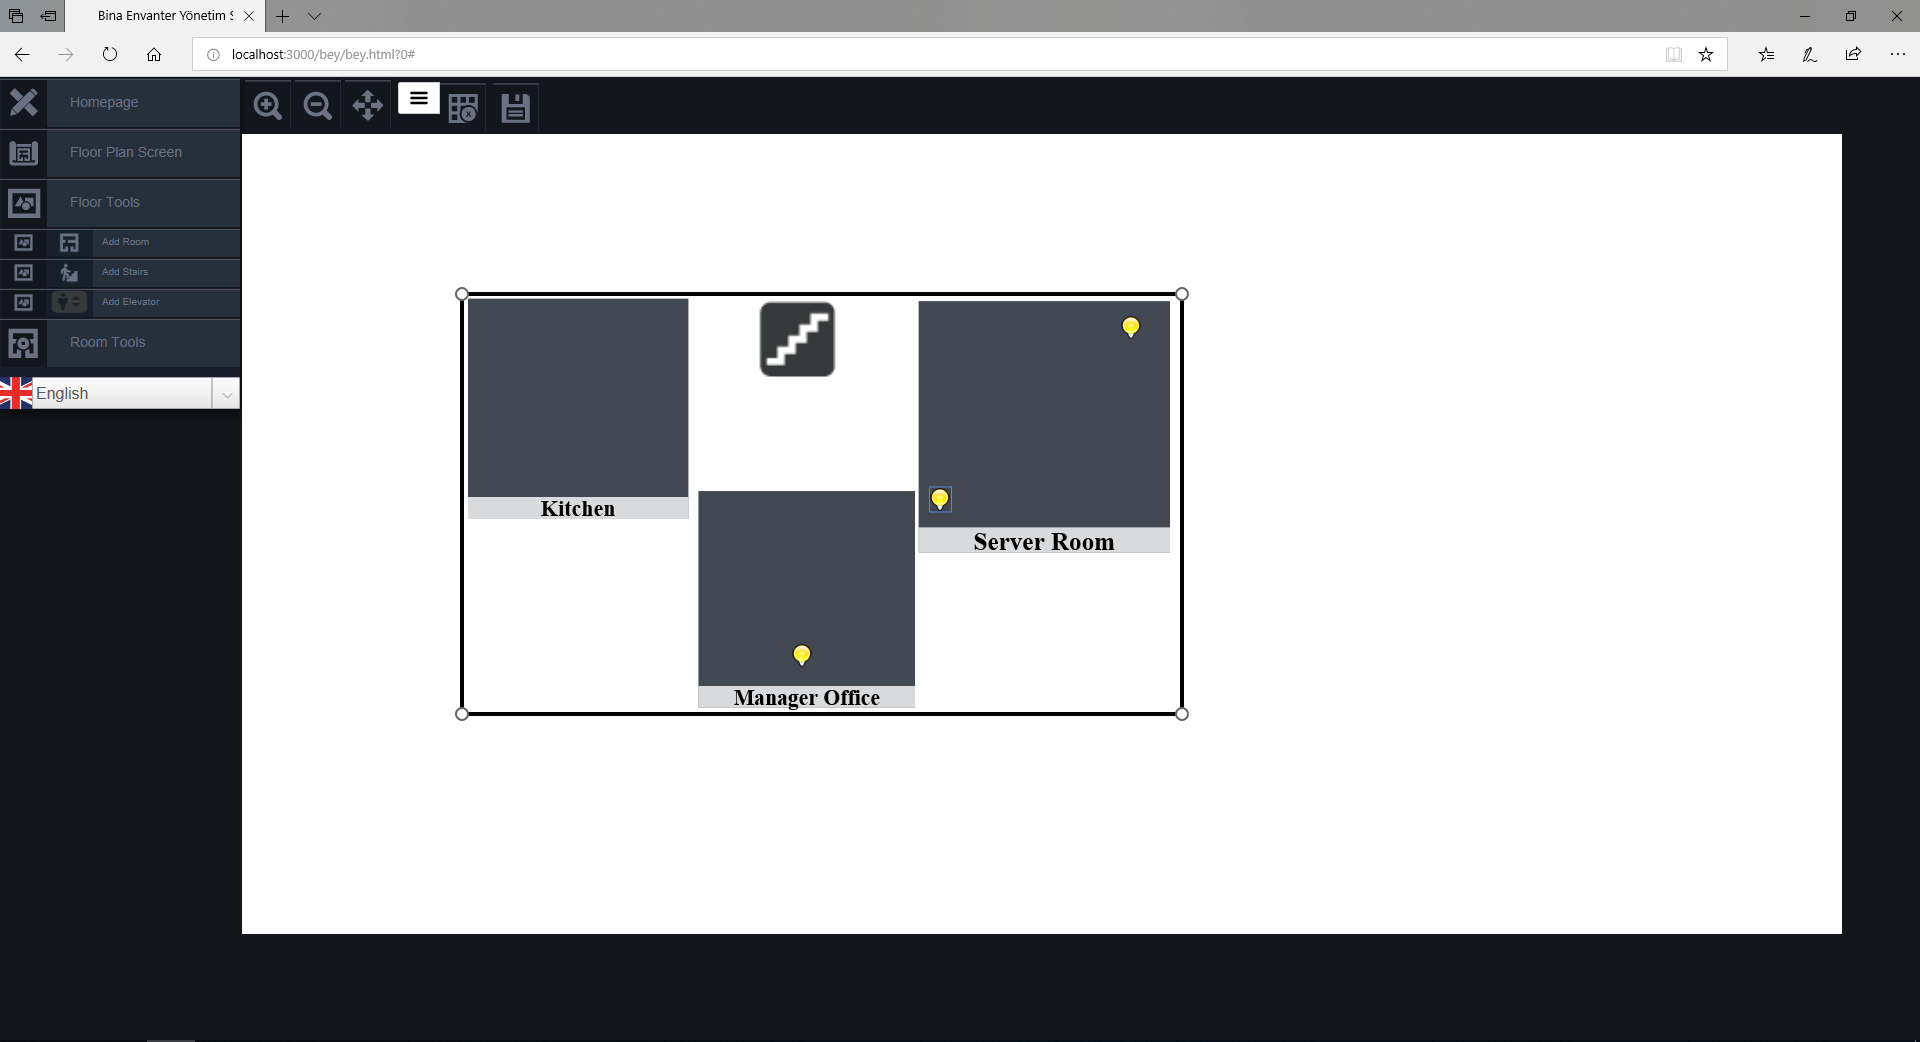 Bina Envanter Yönetim S
localhost:3000/bey/bey.html?0#
Homepage
Floor Plan Screen
Floor Tools
Add Room
Add Stairs
Add Elevator
Room Tools
English
Kitchen
Server Room
Manager Office